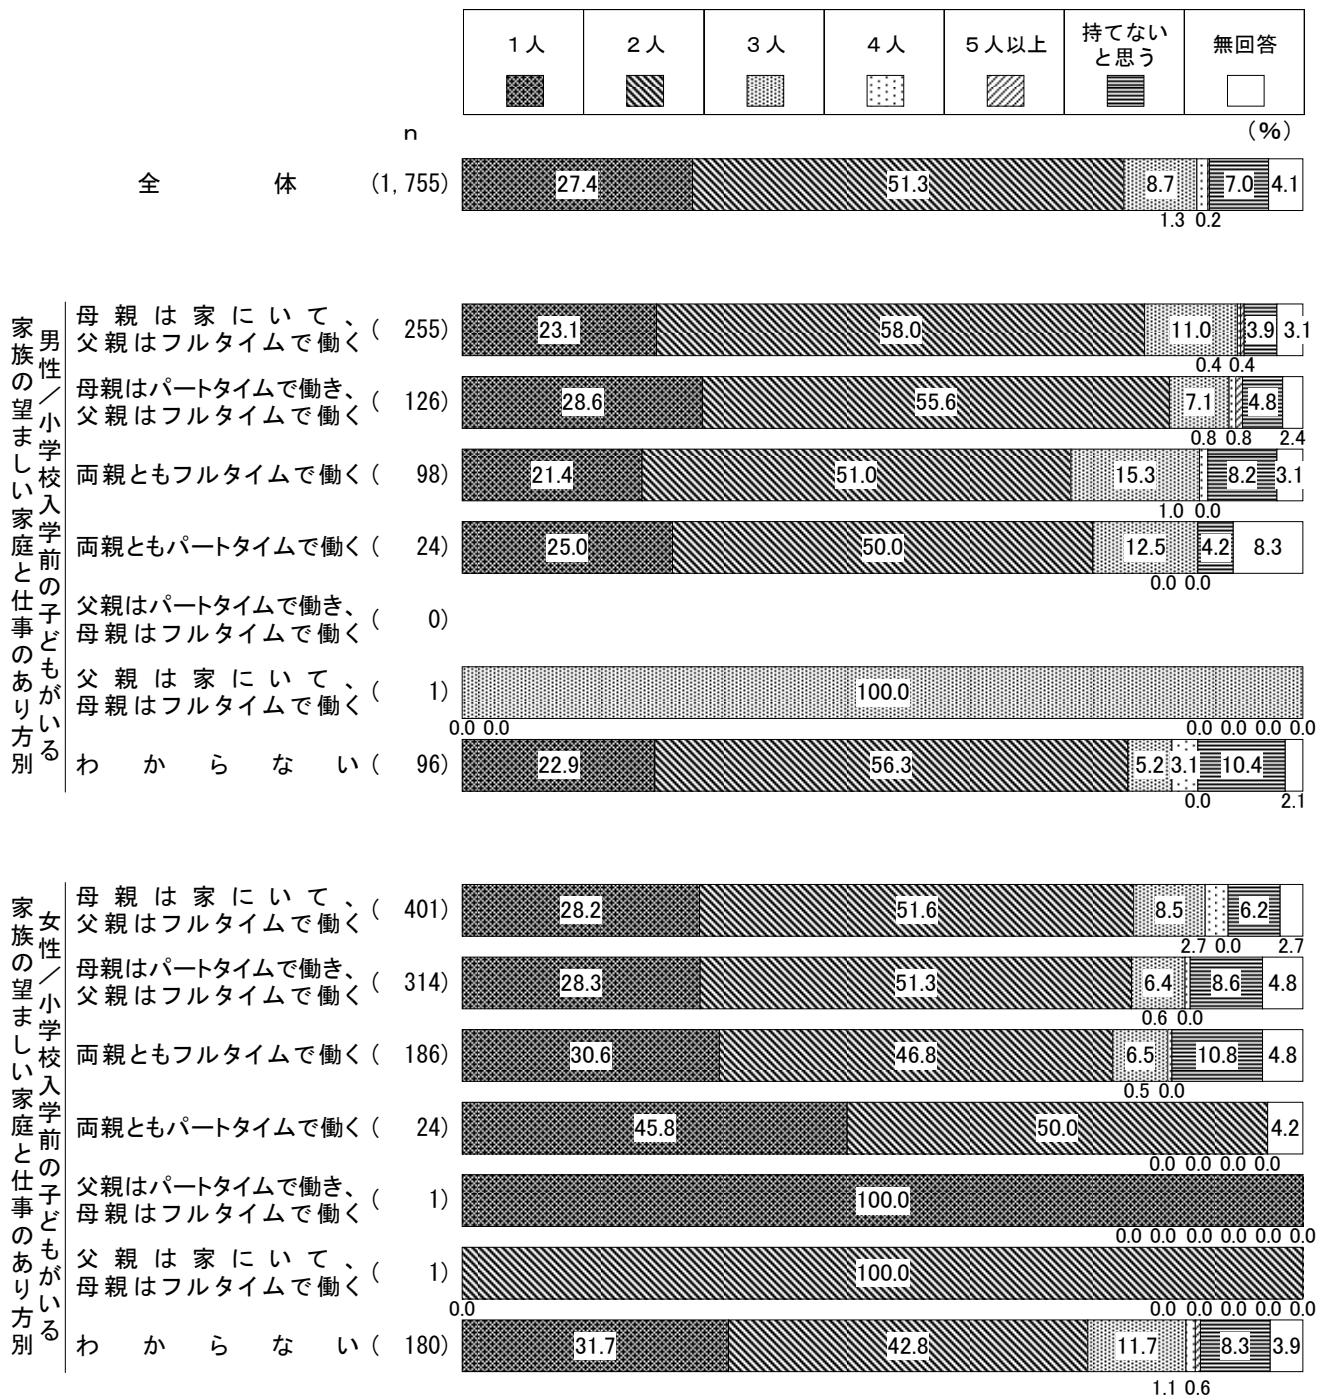 1人 2人 3人 4人 5人以上 持てないと思う 無回答
n (%)
全体 (1,755) 27.4 51.3 8.7 7.0 4.1
1.3 0.2
男性/小学校入学前の子どもがいる
家族の望ましい家庭と仕事のあり方別
母親は家にいて、
父親はフルタイムで働く (255) 23.1 58.0 11.0 3.9 3.1
0.4 0.4
母親はパートタイムで働き、
父親はフルタイムで働く (126) 28.6 55.6 7.1 4.8
0.8 0.8 2.4
両親ともフルタイムで働く (98) 21.4 51.0 15.3 8.2 3.1
1.0 0.0
両親ともパートタイムで働く (24) 25.0 50.0 12.5 4.2 8.3
0.0 0.0
父親はパートタイムで働き、
母親はフルタイムで働く (0)
父親は家にいて、
母親はフルタイムで働く (1) 100.0
0.0 0.0 0.0 0.0 0.0 0.0
わからない (96) 22.9 56.3 5.2 3.1 10.4
0.0 2.1
女性/小学校入学前の子どもがいる
家族の望ましい家庭と仕事のあり方別
母親は家にいて、
父親はフルタイムで働く (401) 28.2 51.6 8.5 6.2
2.7 0.0 2.7
母親はパートタイムで働き、
父親はフルタイムで働く (314) 28.3 51.3 6.4 8.6 4.8
0.6 0.0
両親ともフルタイムで働く (186) 30.6 46.8 6.5 10.8 4.8
0.5 0.0
両親ともパートタイムで働く (24) 45.8 50.0 4.2
0.0 0.0 0.0 0.0
父親はパートタイムで働き、
母親はフルタイムで働く (1) 100.0
0.0 0.0 0.0 0.0 0.0 0.0
父親は家にいて、
母親はフルタイムで働く (1) 100.0
0.0 0.0 0.0 0.0 0.0 0.0
わからない (180) 31.7 42.8 11.7 8.3 3.9
1.1 0.6